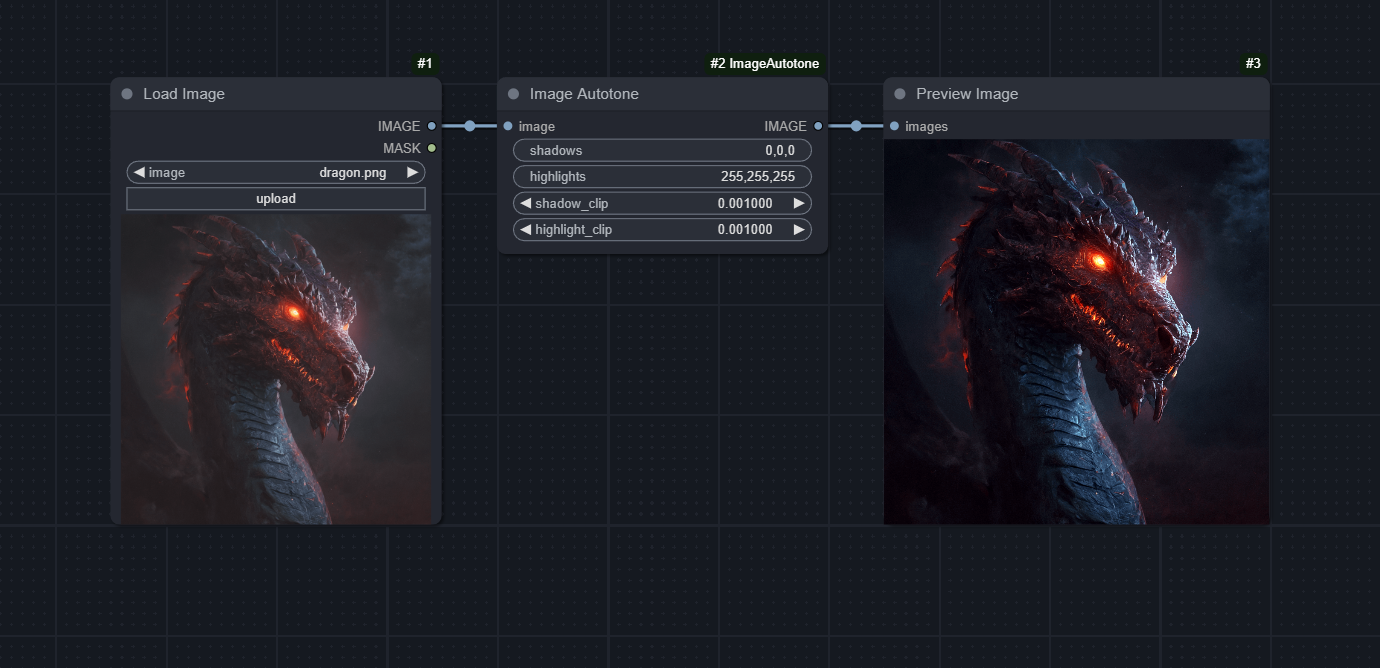 #1
Load Image
IMAGE
MASK
image dragon.png
upload
#2 ImageAutotone
Image Autotone
image IMAGE
shadows 0,0,0
highlights 255,255,255
shadow_clip 0.001000
highlight_clip 0.001000
#3
Preview Image
images